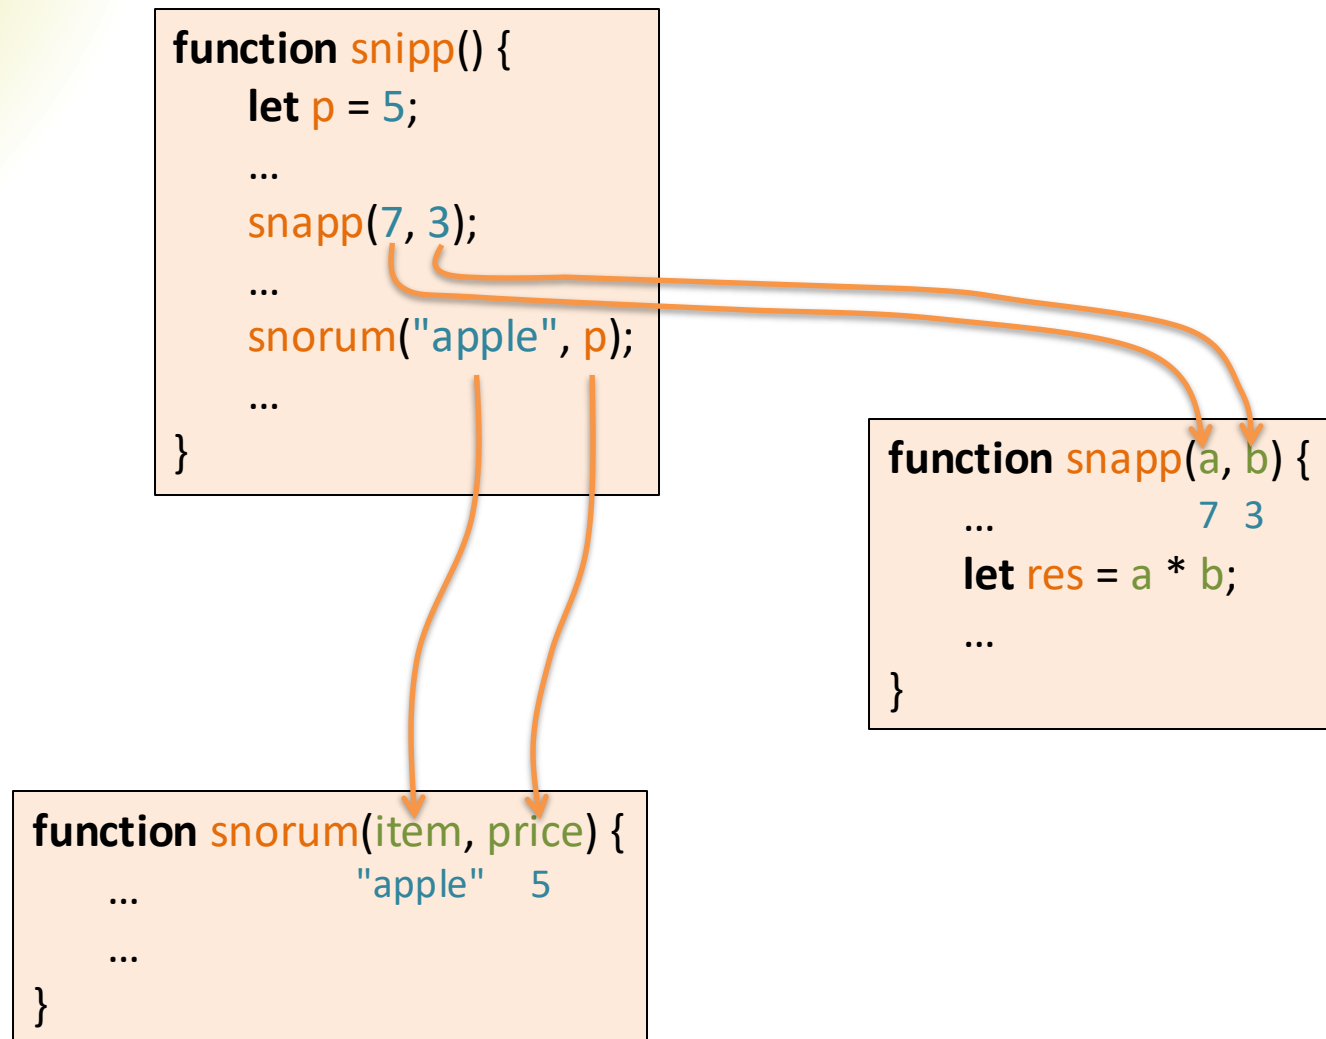 function snipp() {
let p = 5;
...
snapp(7, 3);
...
snorum("apple", p);
...
}
function snapp(a, b) {
... 7 3
let res = a * b;
...
}
function snorum(item, price) {
... "apple" 5
...
}